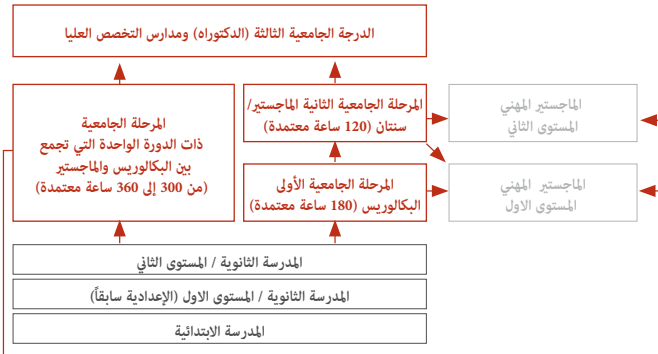 الدرجة الجامعية الثالثة (الدكتوراه) ومدارس التخصص العليا
المرحلة الجامعية
ذات الدورة الواحدة التي تجمع
بين البكالوريس والماجستير
(من 300 إلى 360 ساعة معتمدة)
المرحلة الجامعية الثانية الماجستير/
سنتان (120 ساعة معتمدة)
الماجستير المهني
المستوى الثاني
المرحلة الجامعية الأولى
البكالوريس (180 ساعة معتمدة)
الماجستير المهني
المستوى الاول
المدرسة الثانوية / المستوى الثاني
المدرسة الثانوية / المستوى الاول (الإعدادية سابقاً)
المدرسة الابتدائية